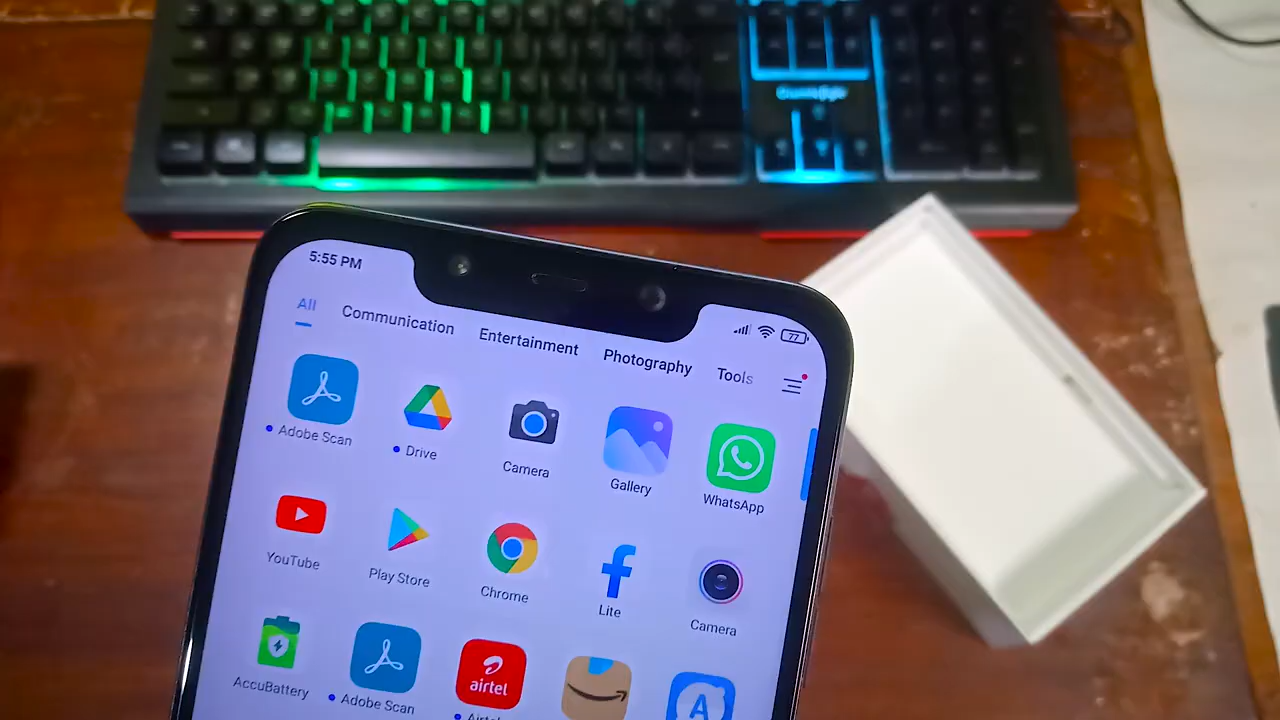 5:55 PM
77
All Communication Entertainment Photography Tools
Adobe Scan Drive Camera Gallery WhatsApp
YouTube Play Store Chrome Lite Camera
airtel
AccuBattery Adobe Scan
A